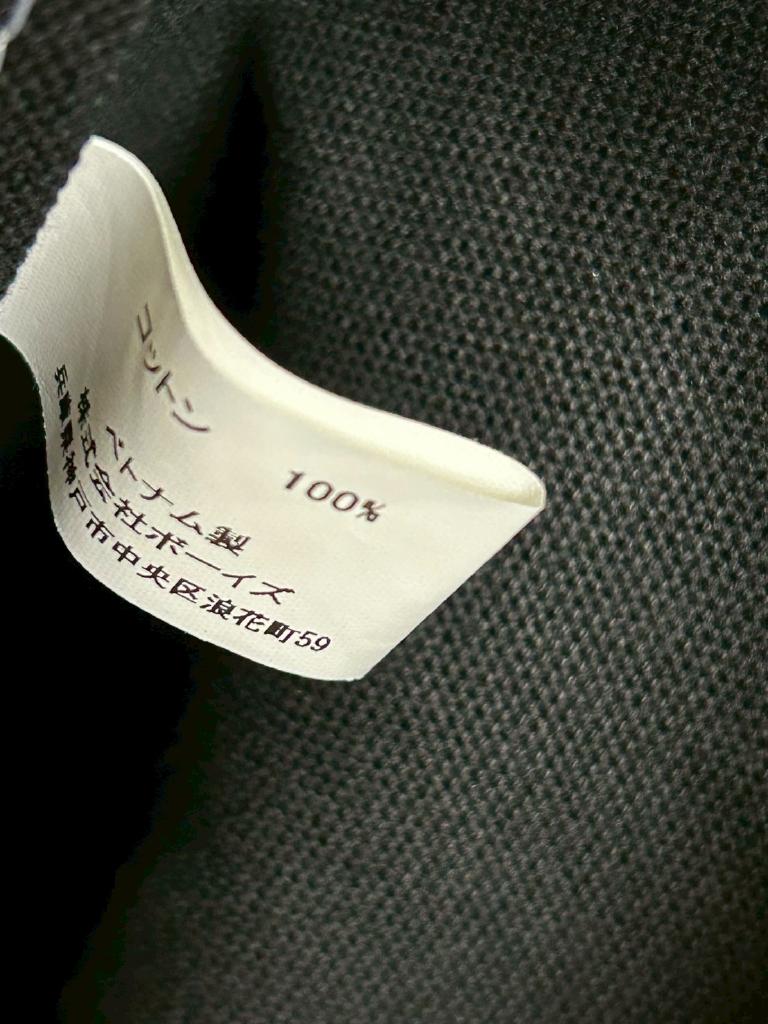 コットン 100%
ベトナム製
株式会社ボーイズ
兵庫県神戸市中央区浪花町59